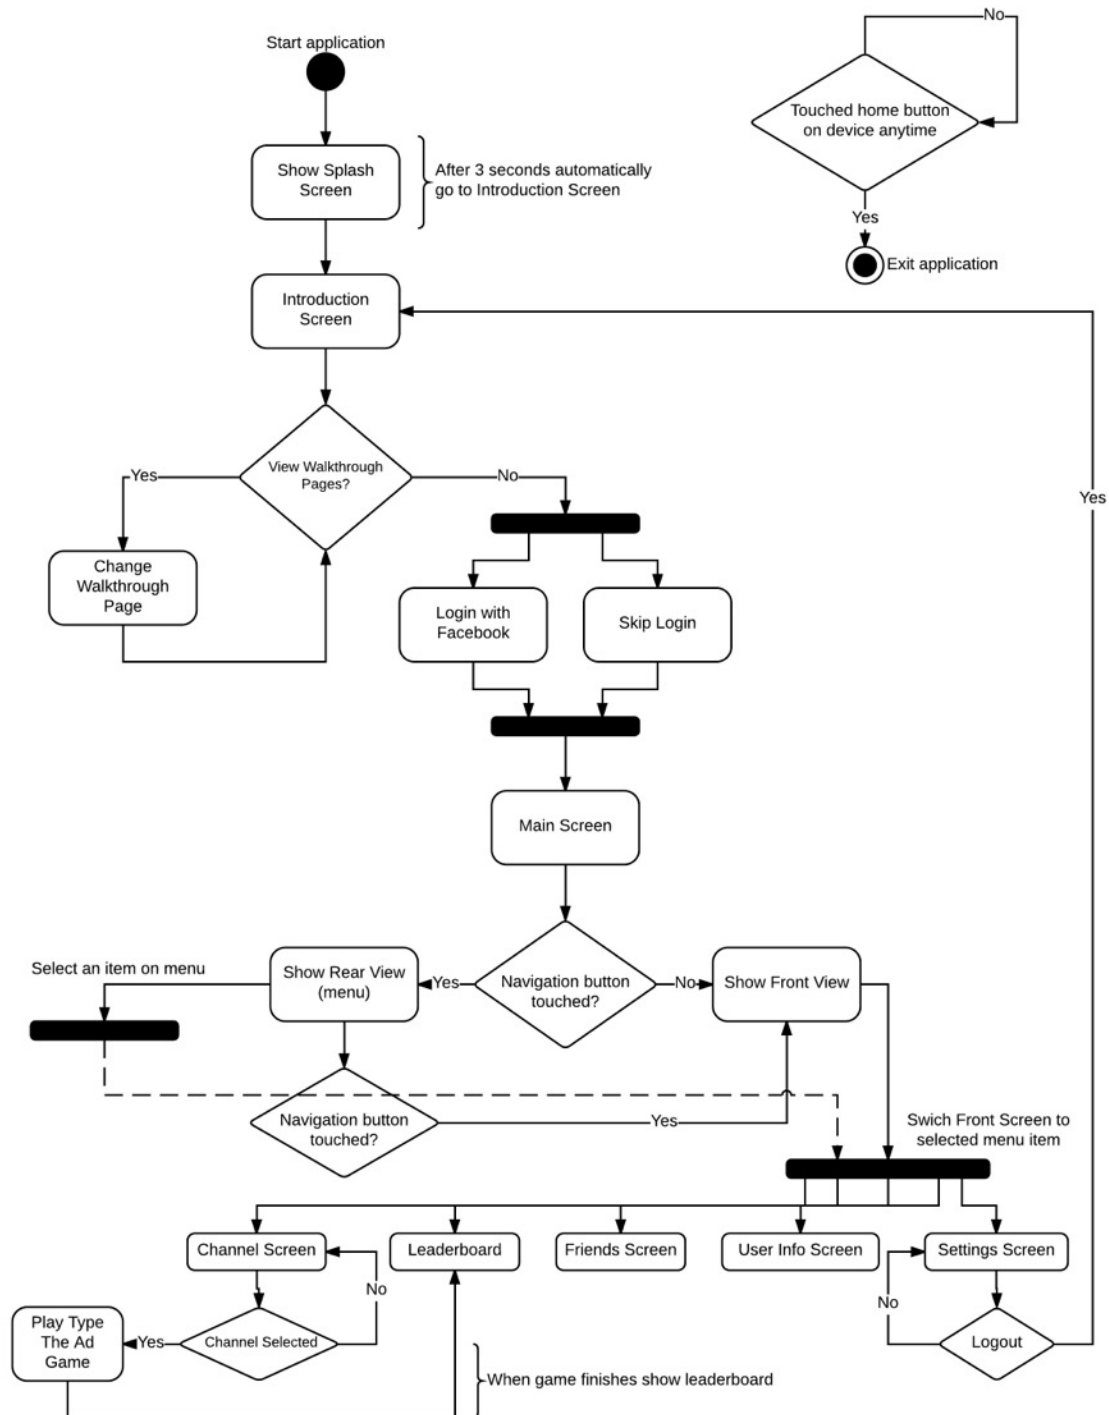 Start application
No
Touched home button
on device anytime
Show Splash
Screen
After 3 seconds automatically
go to Introduction Screen
Yes
Exit application
Introduction
Screen
View Walkthrough
Pages?
Yes
No
Yes
Change
Walkthrough
Page
Login with
Facebook
Skip Login
Main Screen
Select an item on menu
Show Rear View
(menu)
Yes
Navigation button
touched?
No
Show Front View
Navigation button
touched?
Yes
Swich Front Screen to
selected menu item
Channel Screen
Leaderboard
Friends Screen
User Info Screen
Settings Screen
No
No
Play Type
The Ad
Game
Yes
Channel Selected
Logout
When game finishes show leaderboard